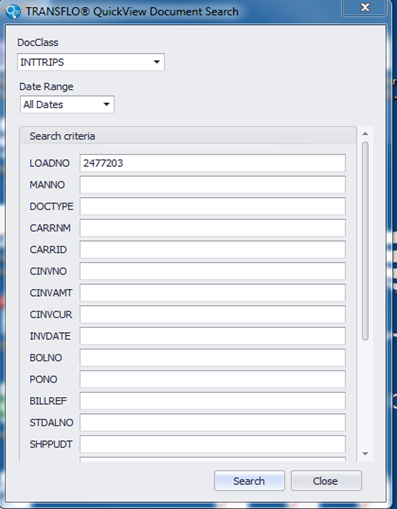 TRANSFLO® QuickView Document Search
DocClass
INTTRIPS
Date Range
All Dates
Search criteria
LOADNO 2477203
MANNO
DOCTYPE
CARRNM
CARRID
CINVNO
CINVAMT
CINVCUR
INVDATE
BOLNO
PONO
BILLREF
STDALNO
SHPPUDT
Search Close